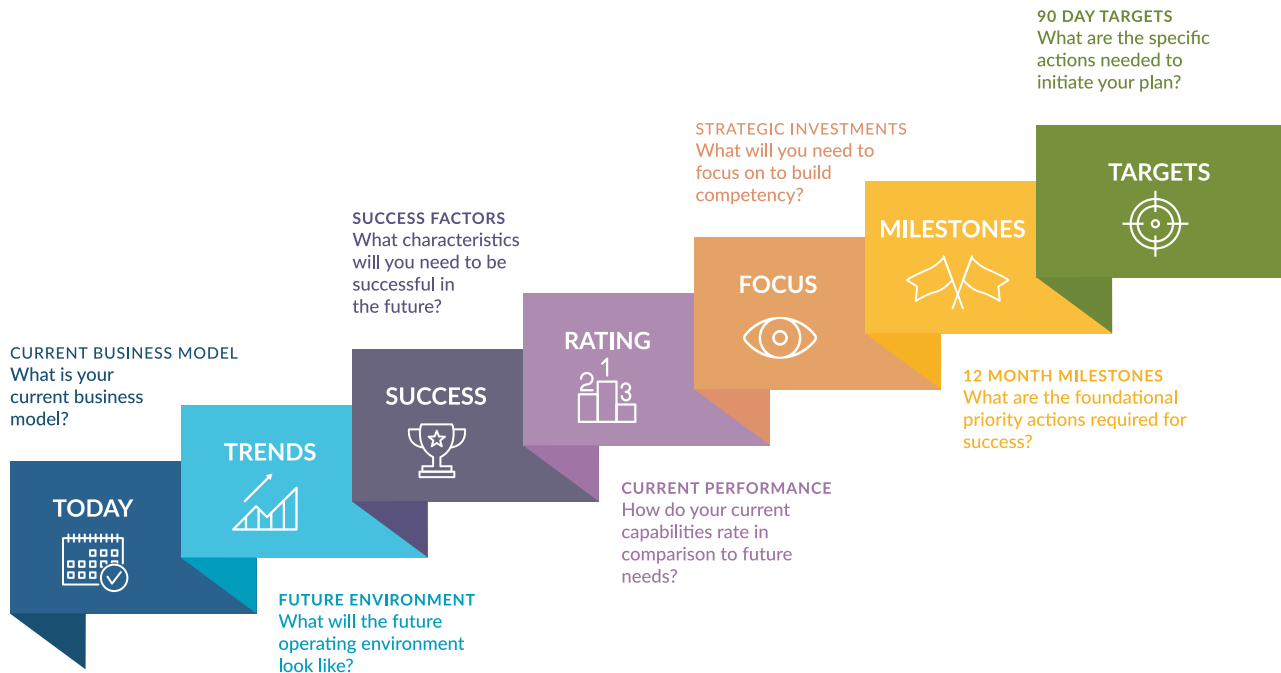 CURRENT BUSINESS MODEL
What is your
current business
model?
TODAY
TRENDS
FUTURE ENVIRONMENT
What will the future
operating environment
look like?
SUCCESS FACTORS
What characteristics
will you need to be
successful in
the future?
SUCCESS
RATING
2
1
3
CURRENT PERFORMANCE
How do your current
capabilities rate in
comparison to future
needs?
STRATEGIC INVESTMENTS
What will you need to
focus on to build
competency?
FOCUS
MILESTONES
12 MONTH MILESTONES
What are the foundational
priority actions required for
success?
90 DAY TARGETS
What are the specific
actions needed to
initiate your plan?
TARGETS